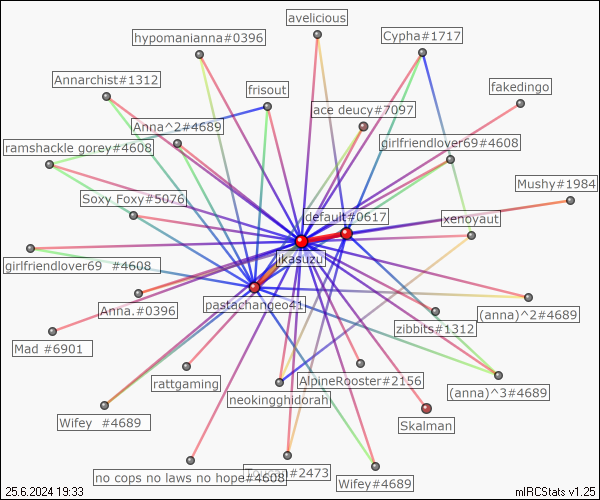 avelicious
hypomanianna#0396
Cypha#1717
Annarchist#1312
frisout
fakedingo
ace deucy#7097
Anna^2#4689
girlfriendlover69#4608
ramshackle gorey#4608
Mushy#1984
Soxy Foxy#5076
default#0617
xenoyaut
ikasuzu
girlfriendlover69 #4608
Anna.#0396
pastachangeo41
(anna)^2#4689
zibbits#1312
Mad #6901
rattgaming
AlpineRooster#2156
neokingghidorah
(anna)^3#4689
Wifey #4689
Skalman
no cops no laws no hope#4608
#2473
Wifey#4689
25.6.2024 19:33
mIRCStats v1.25